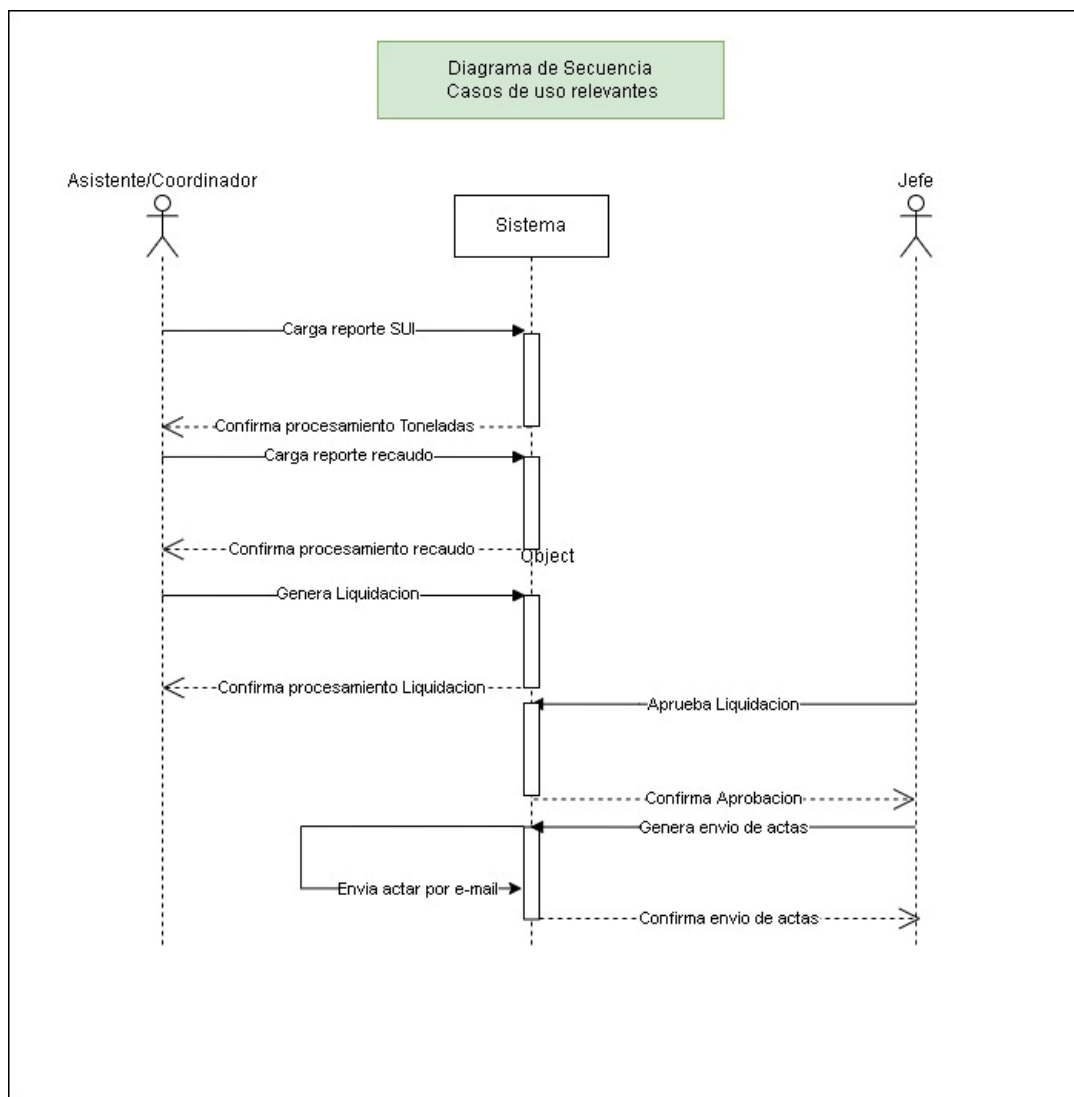 Diagrama de Secuencia
Casos de uso relevantes
Asistente/Coordinador
Sistema
Jefe
Carga reporte SUI
Confirma procesamiento Toneladas
Carga reporte recaudo
Confirma procesamiento recaudo
Object
Genera Liquidacion
Confirma procesamiento Liquidacion
Aprueba Liquidacion
Confirma Aprobacion
Genera envio de actas
Envia actar por e-mail
Confirma envio de actas